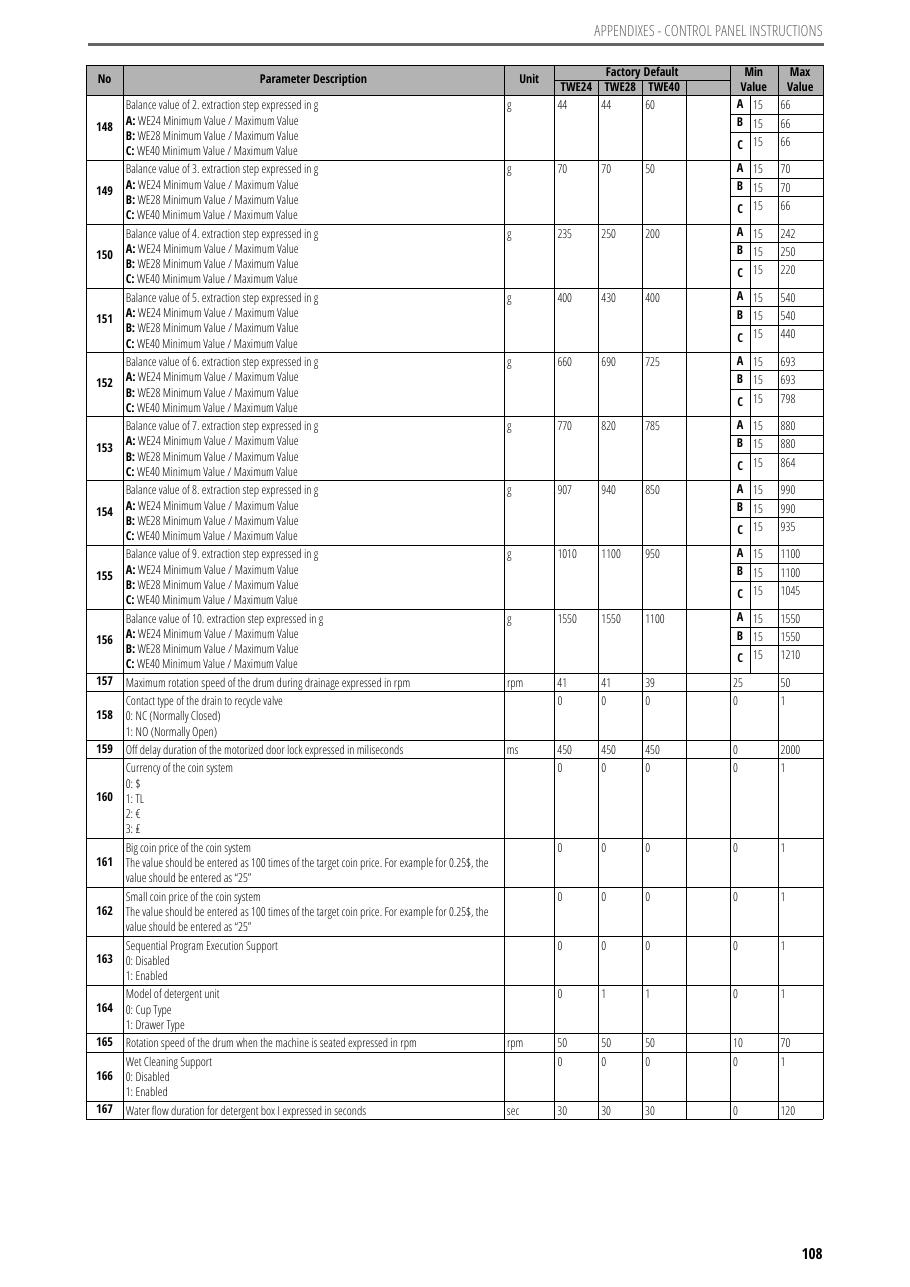 APPENDIXES - CONTROL PANEL INSTRUCTIONS
No Parameter Description Unit Factory Default Min Value Max Value
TWE24 TWE28 TWE40
148 Balance value of 2. extraction step expressed in g g 44 44 60 A 15 66
A: WE24 Minimum Value / Maximum Value B 15 66
B: WE28 Minimum Value / Maximum Value C 15 66
C: WE40 Minimum Value / Maximum Value
149 Balance value of 3. extraction step expressed in g g 70 70 50 A 15 70
A: WE24 Minimum Value / Maximum Value B 15 70
B: WE28 Minimum Value / Maximum Value C 15 66
C: WE40 Minimum Value / Maximum Value
150 Balance value of 4. extraction step expressed in g g 235 250 200 A 15 242
A: WE24 Minimum Value / Maximum Value B 15 250
B: WE28 Minimum Value / Maximum Value C 15 220
C: WE40 Minimum Value / Maximum Value
151 Balance value of 5. extraction step expressed in g g 400 430 400 A 15 540
A: WE24 Minimum Value / Maximum Value B 15 540
B: WE28 Minimum Value / Maximum Value C 15 440
C: WE40 Minimum Value / Maximum Value
152 Balance value of 6. extraction step expressed in g g 660 690 725 A 15 693
A: WE24 Minimum Value / Maximum Value B 15 693
B: WE28 Minimum Value / Maximum Value C 15 798
C: WE40 Minimum Value / Maximum Value
153 Balance value of 7. extraction step expressed in g g 770 820 785 A 15 880
A: WE24 Minimum Value / Maximum Value B 15 880
B: WE28 Minimum Value / Maximum Value C 15 864
C: WE40 Minimum Value / Maximum Value
154 Balance value of 8. extraction step expressed in g g 907 940 850 A 15 990
A: WE24 Minimum Value / Maximum Value B 15 990
B: WE28 Minimum Value / Maximum Value C 15 935
C: WE40 Minimum Value / Maximum Value
155 Balance value of 9. extraction step expressed in g g 1010 1100 950 A 15 1100
A: WE24 Minimum Value / Maximum Value B 15 1100
B: WE28 Minimum Value / Maximum Value C 15 1045
C: WE40 Minimum Value / Maximum Value
156 Balance value of 10. extraction step expressed in g g 1550 1550 1100 A 15 1550
A: WE24 Minimum Value / Maximum Value B 15 1550
B: WE28 Minimum Value / Maximum Value C 15 1210
C: WE40 Minimum Value / Maximum Value
157 Maximum rotation speed of the drum during drainage expressed in rpm rpm 41 41 39 25 50
158 Contact type of the drain to recycle valve 0 0 0 0 1
0: NC (Normally Closed)
1: NO (Normally Open)
159 Off delay duration of the motorized door lock expressed in miliseconds ms 450 450 450 0 2000
160 Currency of the coin system 0 0 0 0 1
0: $
1: TL
2: €
3: £
161 Big coin price of the coin system 0 0 0 0 1
The value should be entered as 100 times of the target coin price. For example for 0.25$, the
value should be entered as “25”
162 Small coin price of the coin system 0 0 0 0 1
The value should be entered as 100 times of the target coin price. For example for 0.25$, the
value should be entered as “25”
163 Sequential Program Execution Support 0 0 0 0 1
0: Disabled
1: Enabled
164 Model of detergent unit 0 1 1 0 1
0: Cup Type
1: Drawer Type
165 Rotation speed of the drum when the machine is seated expressed in rpm rpm 50 50 50 10 70
166 Wet Cleaning Support 0 0 0 0 1
0: Disabled
1: Enabled
167 Water flow duration for detergent box I expressed in seconds sec 30 30 30 0 120
108